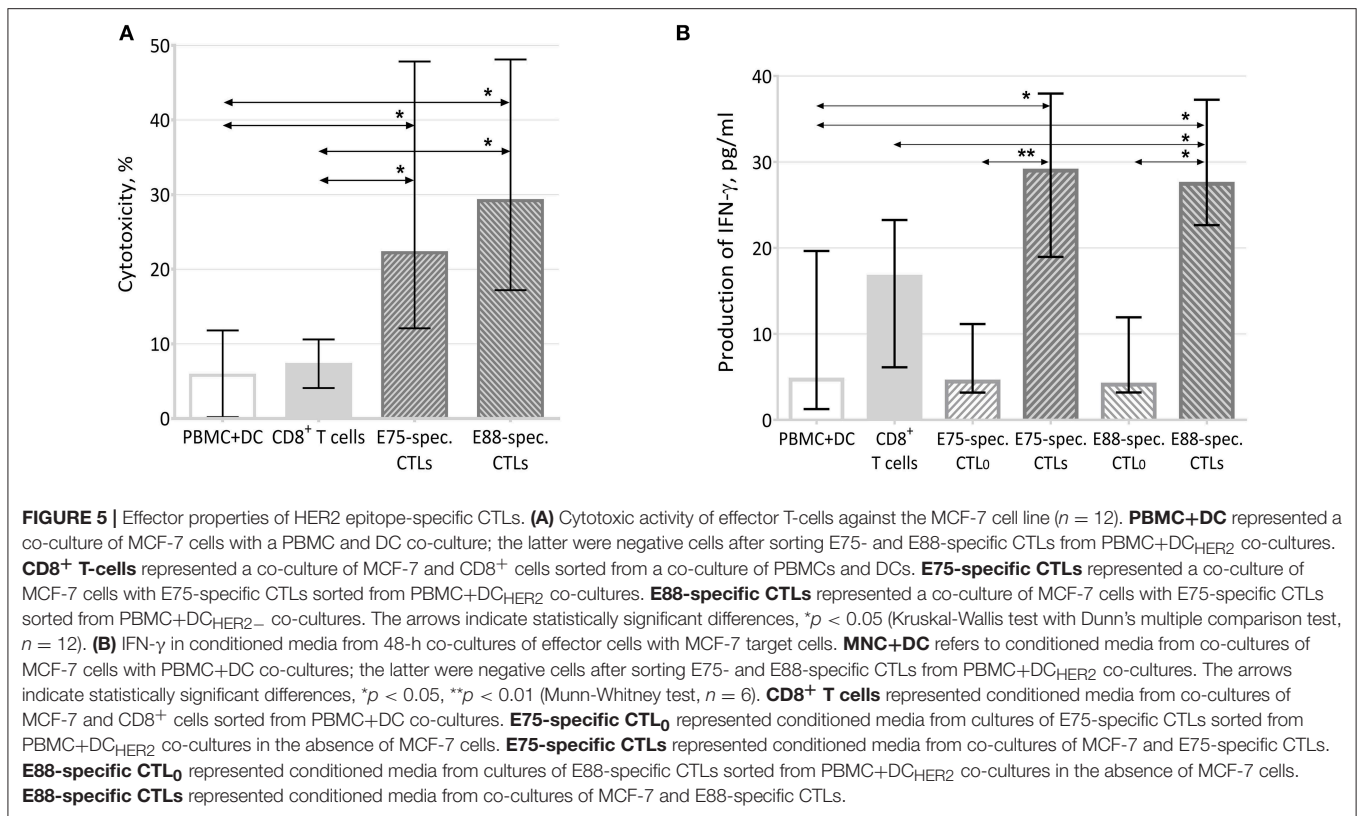 A
Cytotoxicity, %
50
40
30
20
10
0
*
*
*
*
PBMC+DC
CD8⁺ T cells
E75-spec.
CTLs
E88-spec.
CTLs
B
Production of IFN-γ, pg/ml
40
30
20
10
0
*
*
*
**
*
PBMC+DC
CD8⁺
T cells
E75-spec.
CTL₀
E75-spec.
CTLs
E88-spec.
CTL₀
E88-spec.
CTLs
FIGURE 5 | Effector properties of HER2 epitope-specific CTLs. (A) Cytotoxic activity of effector T-cells against the MCF-7 cell line (n = 12). PBMC+DC represented a
co-culture of MCF-7 cells with a PBMC and DC co-culture; the latter were negative cells after sorting E75- and E88-specific CTLs from PBMC+DC_HER2 co-cultures.
CD8⁺ T-cells represented a co-culture of MCF-7 and CD8⁺ cells sorted from a co-culture of PBMCs and DCs. E75-specific CTLs represented a co-culture of
MCF-7 cells with E75-specific CTLs sorted from PBMC+DC_HER2 co-cultures. E88-specific CTLs represented a co-culture of MCF-7 cells with E75-specific CTLs
sorted from PBMC+DC_HER2− co-cultures. The arrows indicate statistically significant differences, *p < 0.05 (Kruskal-Wallis test with Dunn's multiple comparison test,
n = 12). (B) IFN-γ in conditioned media from 48-h co-cultures of effector cells with MCF-7 target cells. MNC+DC refers to conditioned media from co-cultures of
MCF-7 cells with PBMC+DC co-cultures; the latter were negative cells after sorting E75- and E88-specific CTLs from PBMC+DC_HER2 co-cultures. The arrows
indicate statistically significant differences, *p < 0.05, **p < 0.01 (Munn-Whitney test, n = 6). CD8⁺ T cells represented conditioned media from co-cultures of
MCF-7 and CD8⁺ cells sorted from PBMC+DC co-cultures. E75-specific CTL₀ represented conditioned media from cultures of E75-specific CTLs sorted from
PBMC+DC_HER2 co-cultures in the absence of MCF-7 cells. E75-specific CTLs represented conditioned media from co-cultures of MCF-7 and E75-specific CTLs.
E88-specific CTL₀ represented conditioned media from cultures of E88-specific CTLs sorted from PBMC+DC_HER2 co-cultures in the absence of MCF-7 cells.
E88-specific CTLs represented conditioned media from co-cultures of MCF-7 and E88-specific CTLs.